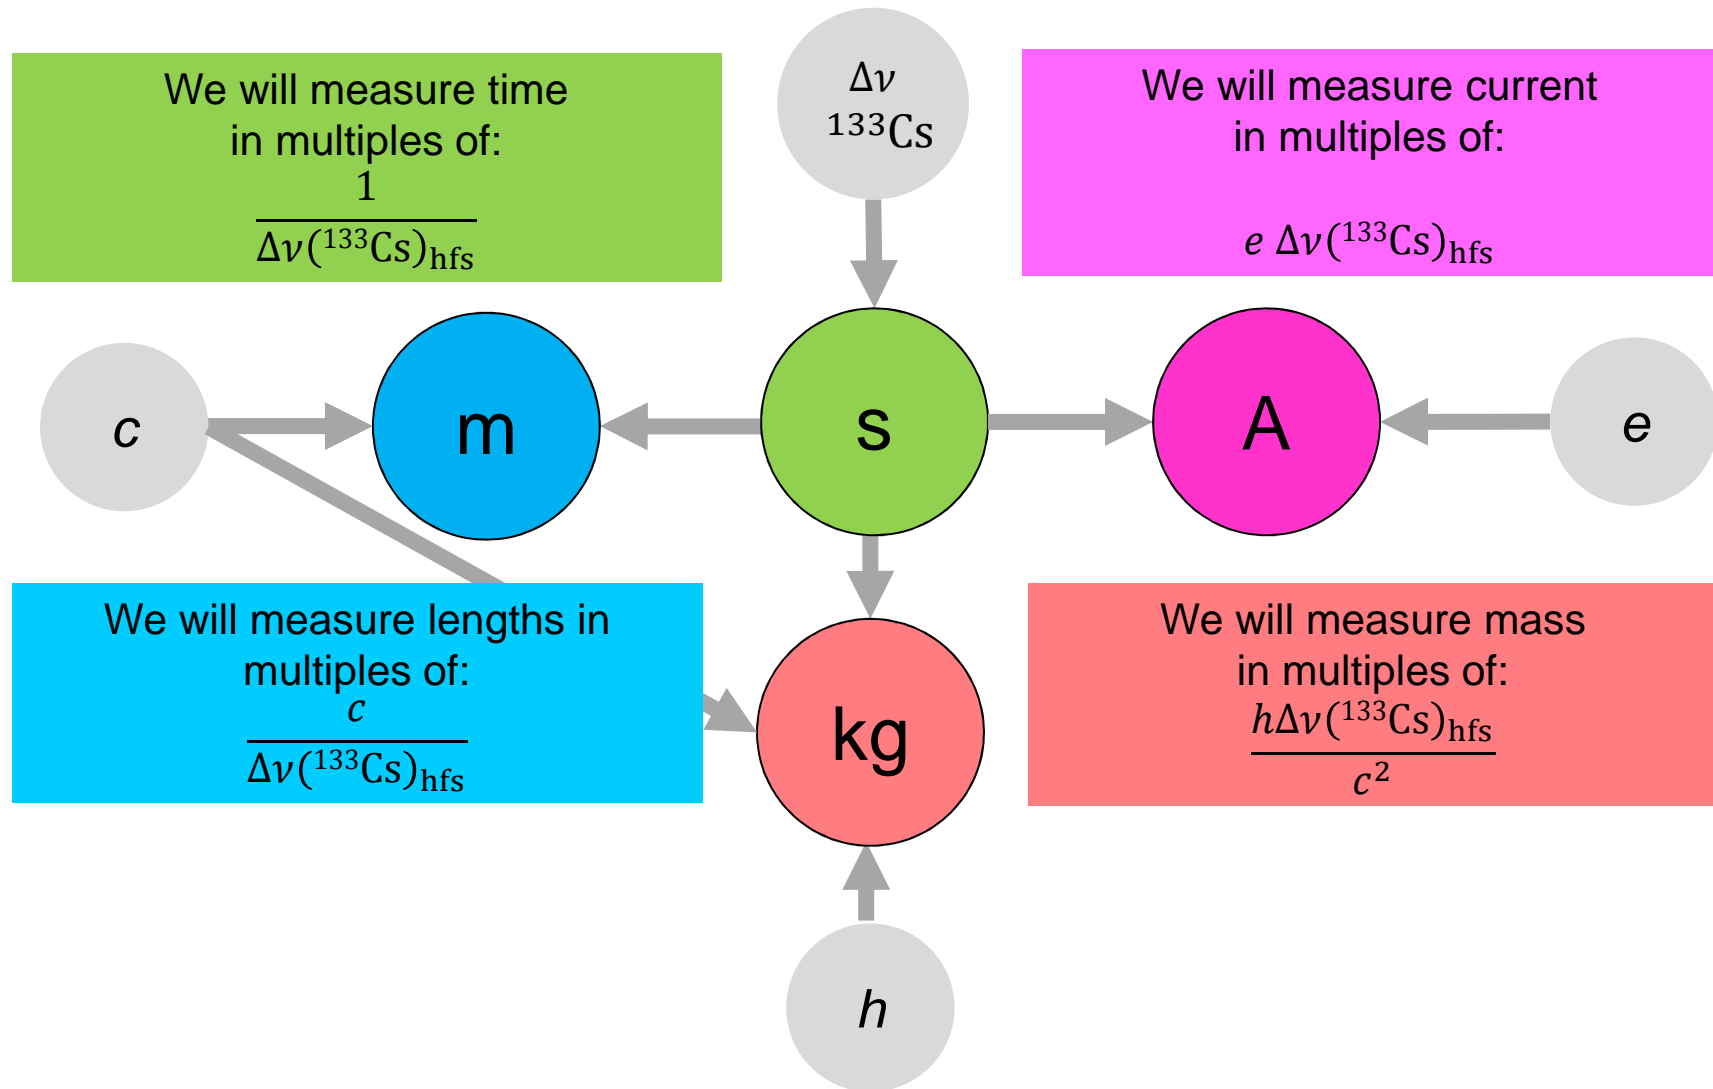 We will measure time
in multiples of:
1
Δν(¹³³Cs)hfs
Δν
¹³³Cs
We will measure current
in multiples of:
e Δν(¹³³Cs)hfs
c
m
s
A
e
We will measure lengths in
multiples of:
c
Δν(¹³³Cs)hfs
kg
We will measure mass
in multiples of:
hΔν(¹³³Cs)hfs
c²
h